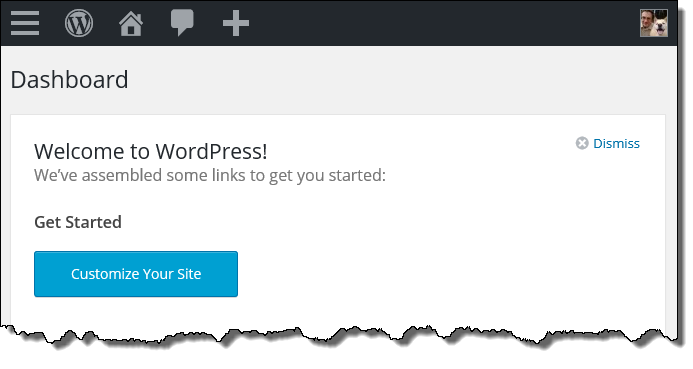 Dashboard
Welcome to WordPress!
Dismiss
We've assembled some links to get you started:
Get Started
Customize Your Site